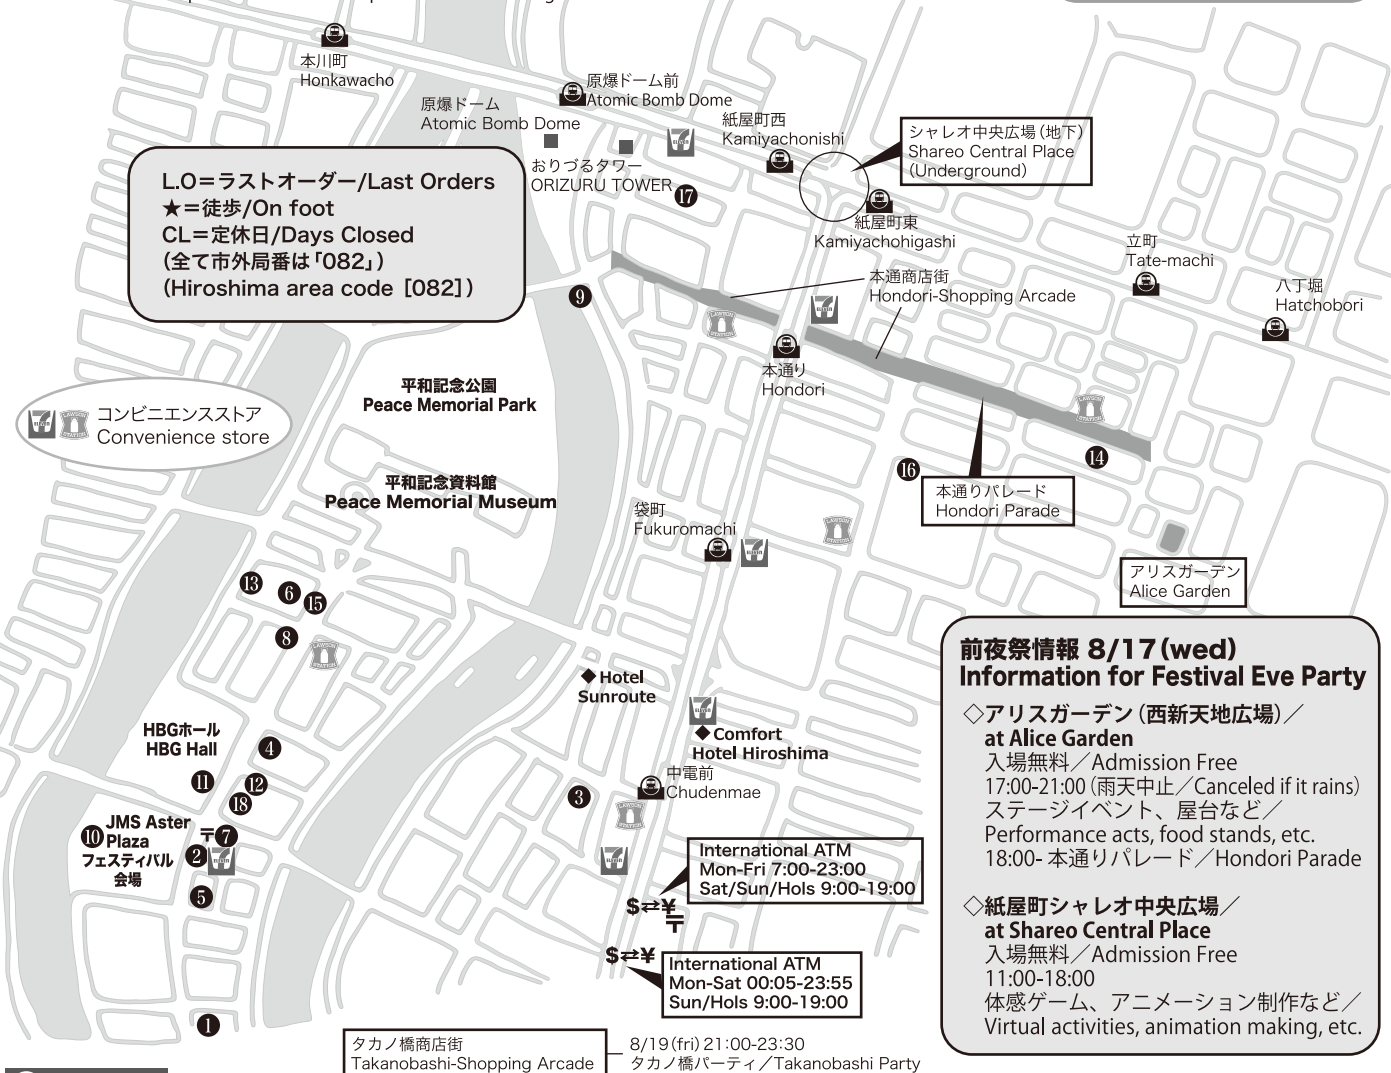 本川町
Honkawacho
原爆ドーム前
Atomic Bomb Dome
原爆ドーム
Atomic Bomb Dome
紙屋町西
Kamiyachonishi
シャレオ中央広場(地下)
Shareo Central Place
(Underground)
おりづるタワー
ORIZURU TOWER
⓱
L.O=ラストオーダー/Last Orders
★=徒歩/On foot
CL=定休日/Days Closed
(全て市外局番は「082」)
(Hiroshima area code [082])
紙屋町東
Kamiyachohigashi
立町
Tate-machi
八丁堀
Hatchobori
本通商店街
Hondori-Shopping Arcade
❾
本通り
Hondori
平和記念公園
Peace Memorial Park
コンビニエンスストア
Convenience store
平和記念資料館
Peace Memorial Museum
⓮
⓰
本通りパレード
Hondori Parade
袋町
Fukuromachi
アリスガーデン
Alice Garden
⓭
❻
⓯
❽
◆Hotel
Sunroute
◆Comfort
Hotel Hiroshima
HBGホール
HBG Hall
❹
⓫
⓬
⓲
中電前
Chudenmae
❸
❿
JMS Aster
Plaza
フェスティバル
会場
〒❼
❷
❺
International ATM
Mon-Fri 7:00-23:00
Sat/Sun/Hols 9:00-19:00
$⇄¥
〒
$⇄¥
International ATM
Mon-Sat 00:05-23:55
Sun/Hols 9:00-19:00
❶
タカノ橋商店街
Takanobashi-Shopping Arcade
8/19(fri) 21:00-23:30
タカノ橋パーティ／Takanobashi Party
前夜祭情報 8/17(wed)
Information for Festival Eve Party
◇アリスガーデン(西新天地広場)／
at Alice Garden
入場無料／Admission Free
17:00-21:00(雨天中止／Canceled if it rains)
ステージイベント、屋台など／
Performance acts, food stands, etc.
18:00- 本通りパレード／Hondori Parade
◇紙屋町シャレオ中央広場／
at Shareo Central Place
入場無料／Admission Free
11:00-18:00
体感ゲーム、アニメーション制作など／
Virtual activities, animation making, etc.